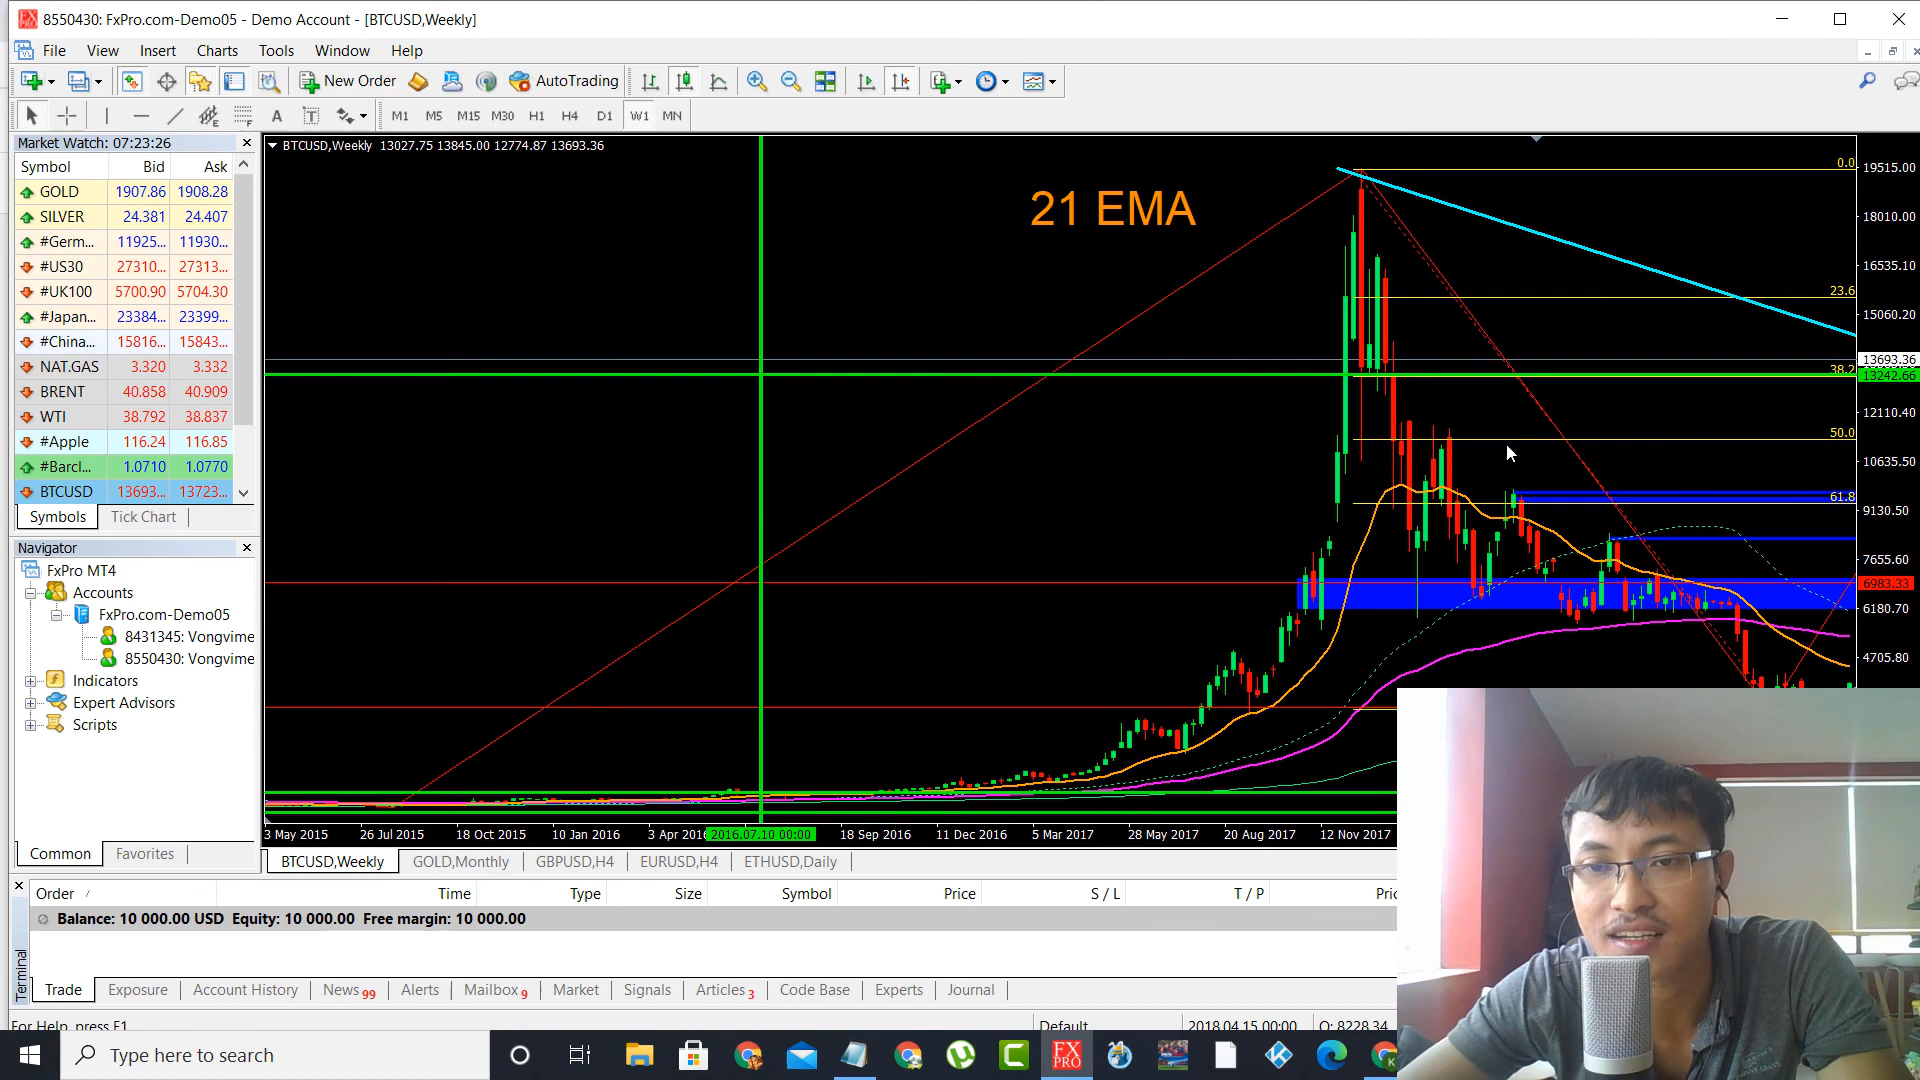 8550430: FxPro.com-Demo05 - Demo Account - [BTCUSD,Weekly]
File View Insert Charts Tools Window Help
New Order AutoTrading
A T M1 M5 M15 M30 H1 H4 D1 W1 MN
Market Watch: 07:23:26
Symbol Bid Ask
GOLD 1907.86 1908.28
SILVER 24.381 24.407
#Germ... 11925... 11930...
#US30 27310... 27313...
#UK100 5700.90 5704.30
#Japan... 23384... 23399...
#China... 15816... 15843...
NAT.GAS 3.320 3.332
BRENT 40.858 40.909
WTI 38.792 38.837
#Apple 116.24 116.85
#Barcl... 1.0710 1.0770
BTCUSD 13693... 13723...
Symbols Tick Chart
Navigator
FxPro MT4
Accounts
FxPro.com-Demo05
8431345: Vongvime
8550430: Vongvime
Indicators
Expert Advisors
Scripts
Common Favorites
BTCUSD,Weekly 13027.75 13845.00 12774.87 13693.36
21 EMA
0.0
23.6
38.2
50.0
61.8
19515.00
18010.00
16535.10
15060.20
13693.36
13242.66
12110.40
10635.50
9130.50
7655.60
6983.33
6180.70
4705.80
3 May 2015 26 Jul 2015 18 Oct 2015 10 Jan 2016 3 Apr 2016 2016.07.10 00:00 18 Sep 2016 11 Dec 2016 5 Mar 2017 28 May 2017 20 Aug 2017 12 Nov 2017
BTCUSD,Weekly GOLD,Monthly GBPUSD,H4 EURUSD,H4 ETHUSD,Daily
Order / Time Type Size Symbol Price S / L T / P Pric
Balance: 10 000.00 USD Equity: 10 000.00 Free margin: 10 000.00
Terminal
Trade Exposure Account History News 99 Alerts Mailbox 9 Market Signals Articles 3 Code Base Experts Journal
For Help, press F1 Default 2018.04.15 00:00 O: 8228.34
Type here to search
FX PRO